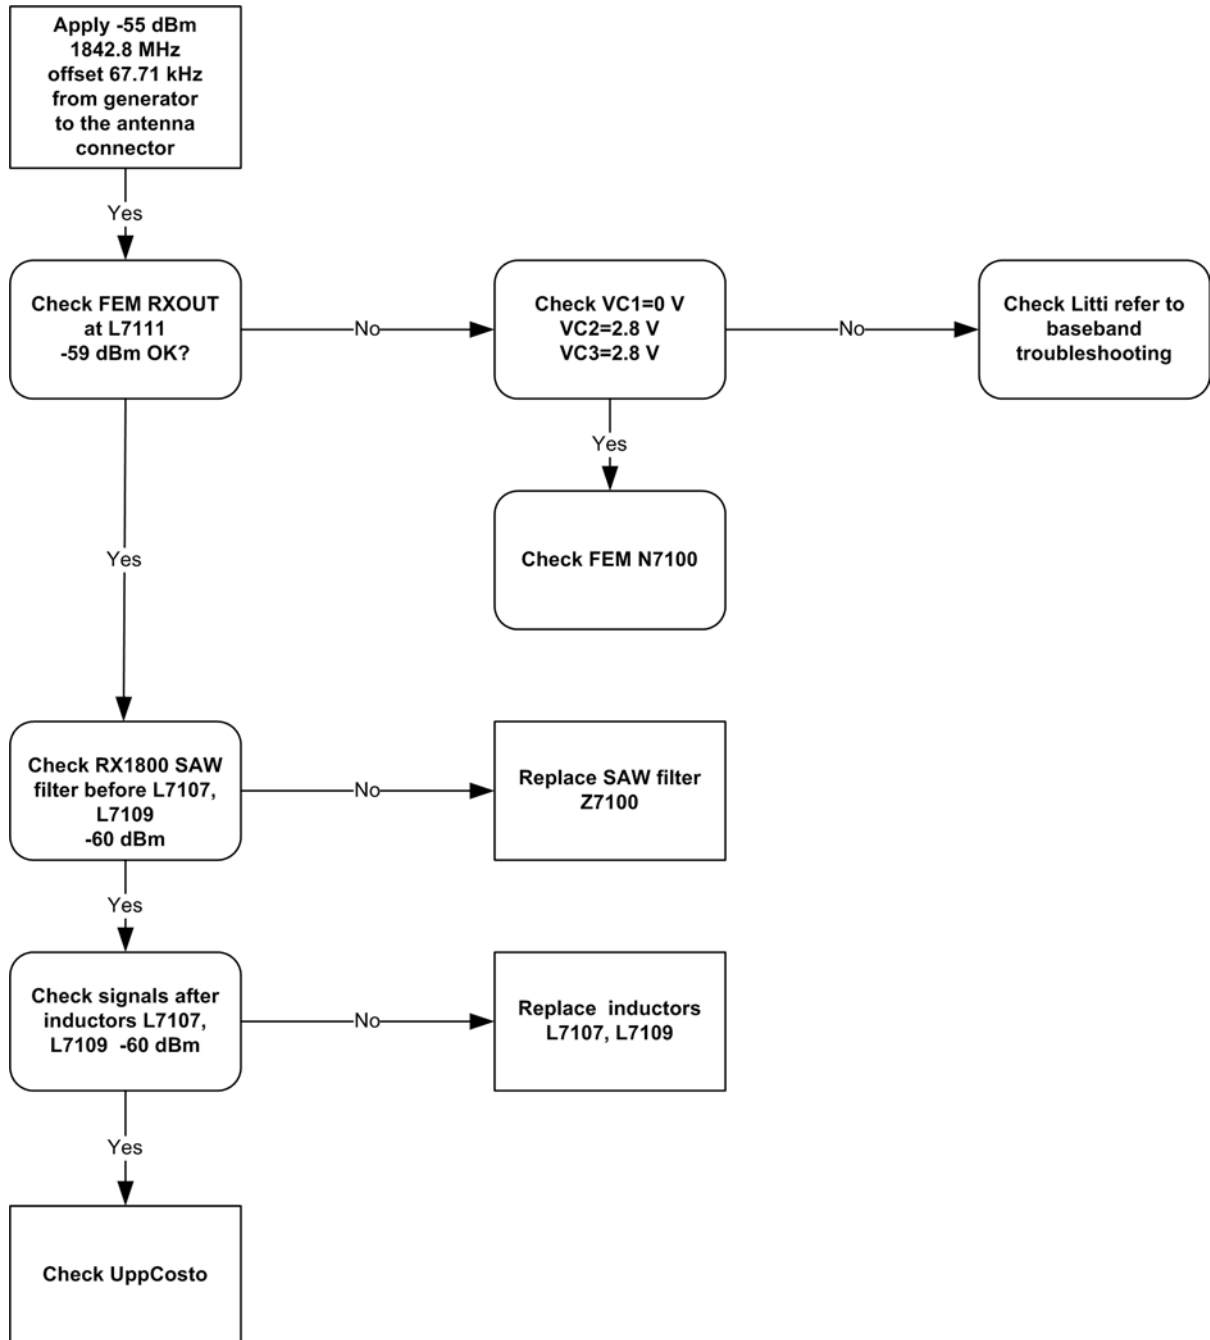 Apply -55 dBm
1842.8 MHz
offset 67.71 kHz
from generator
to the antenna
connector
Yes
Check FEM RXOUT
at L7111
-59 dBm OK?
No
Check VC1=0 V
VC2=2.8 V
VC3=2.8 V
No
Check Litti refer to
baseband
troubleshooting
Yes
Check FEM N7100
Yes
Check RX1800 SAW
filter before L7107,
L7109
-60 dBm
No
Replace SAW filter
Z7100
Yes
Check signals after
inductors L7107,
L7109 -60 dBm
No
Replace inductors
L7107, L7109
Yes
Check UppCosto